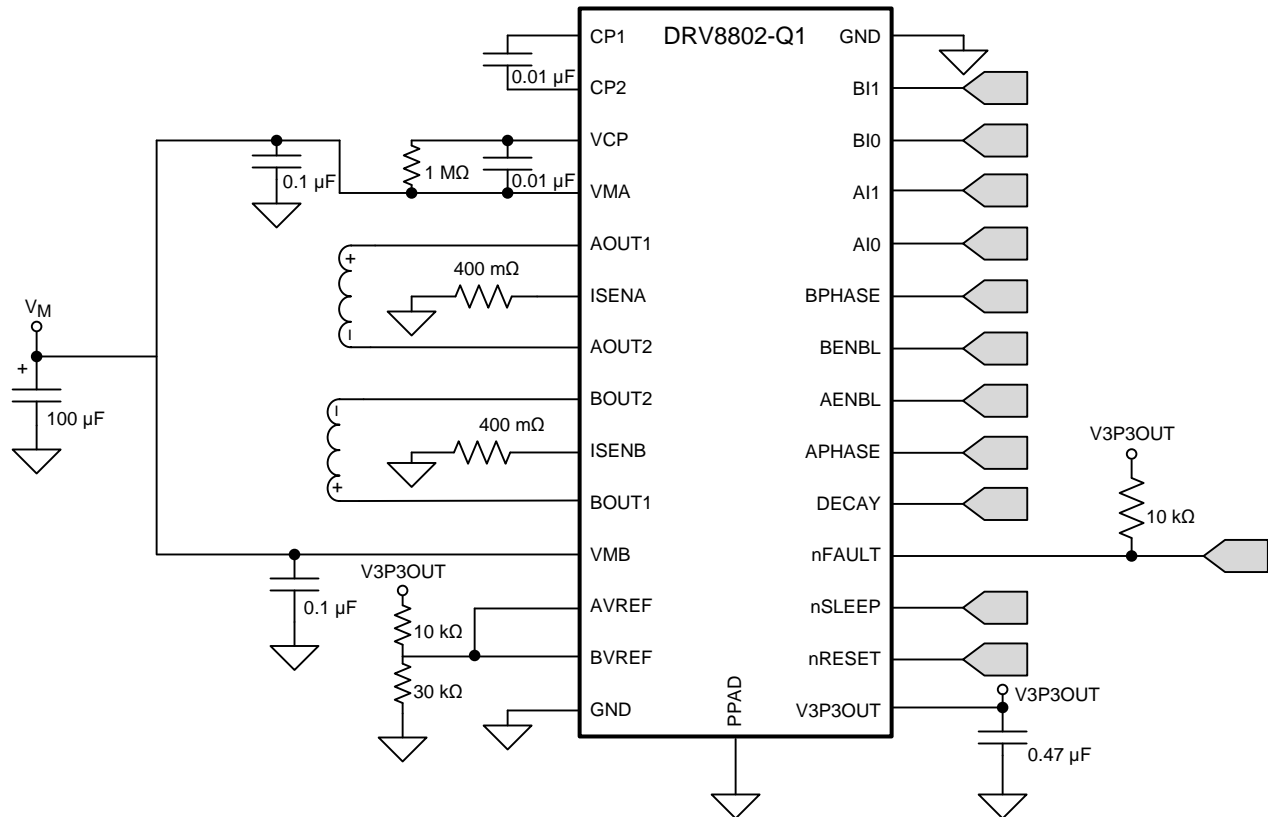 DRV8802-Q1
CP1
GND
0.01 µF
CP2
BI1
VCP
BI0
0.1 µF
1 MΩ
0.01 µF
VMA
AI1
AOUT1
AI0
+
400 mΩ
ISENA
BPHASE
VM
–
AOUT2
BENBL
+
100 µF
BOUT2
AENBL
–
400 mΩ
ISENB
APHASE
V3P3OUT
+
BOUT1
DECAY
10 kΩ
VMB
nFAULT
V3P3OUT
0.1 µF
AVREF
nSLEEP
10 kΩ
BVREF
nRESET
30 kΩ
PPAD
V3P3OUT
GND
V3P3OUT
0.47 µF